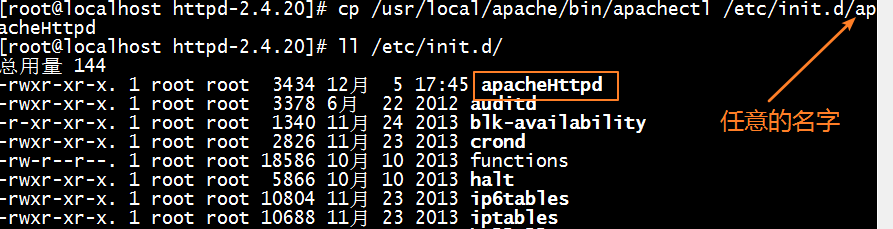 [root@localhost httpd-2.4.20]# cp /usr/local/apache/bin/apachectl /etc/init.d/ap
acheHttpd
[root@localhost httpd-2.4.20]# ll /etc/init.d/
总用量 144
-rwxr-xr-x. 1 root root  3434 12月  5 17:45 apacheHttpd
-rwxr-xr-x. 1 root root  3378 6月  22 2012 auditd
-r-xr-xr-x. 1 root root  1340 11月 24 2013 blk-availability
-rwxr-xr-x. 1 root root  2826 11月 23 2013 crond
-rw-r--r--. 1 root root 18586 10月 10 2013 functions
-rwxr-xr-x. 1 root root  5866 10月 10 2013 halt
-rwxr-xr-x. 1 root root 10804 11月 23 2013 ip6tables
-rwxr-xr-x. 1 root root 10688 11月 23 2013 iptables
任意的名字